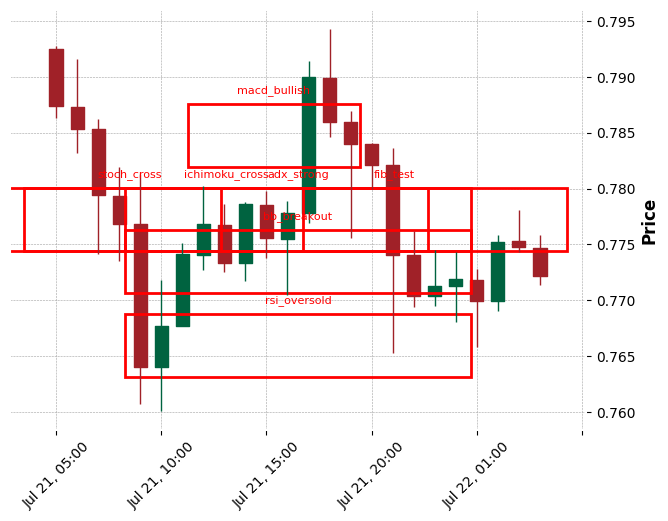 0.795
0.790
macd_bullish
0.785
stoch_cross ichimoku_cross adx_strong fib_test
0.780
Price
0.775
0.770
rsi_oversold
0.765
0.760
Jul 21, 05:00
Jul 21, 10:00
Jul 21, 15:00
Jul 21, 20:00
Jul 22, 01:00